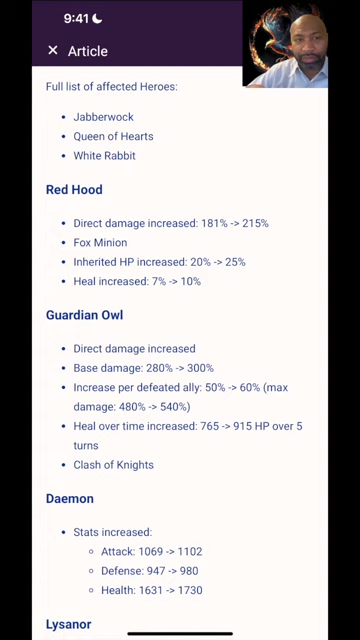 9:41
× Article
Full list of affected Heroes:
• Jabberwock
• Queen of Hearts
• White Rabbit
Red Hood
• Direct damage increased: 181% -> 215%
• Fox Minion
• Inherited HP increased: 20% -> 25%
• Heal increased: 7% -> 10%
Guardian Owl
• Direct damage increased
• Base damage: 280% -> 300%
• Increase per defeated ally: 50% -> 60% (max
damage: 480% -> 540%)
• Heal over time increased: 765 -> 915 HP over 5
turns
• Clash of Knights
Daemon
• Stats increased:
◦ Attack: 1069 -> 1102
◦ Defense: 947 -> 980
◦ Health: 1631 -> 1730
Lysanor